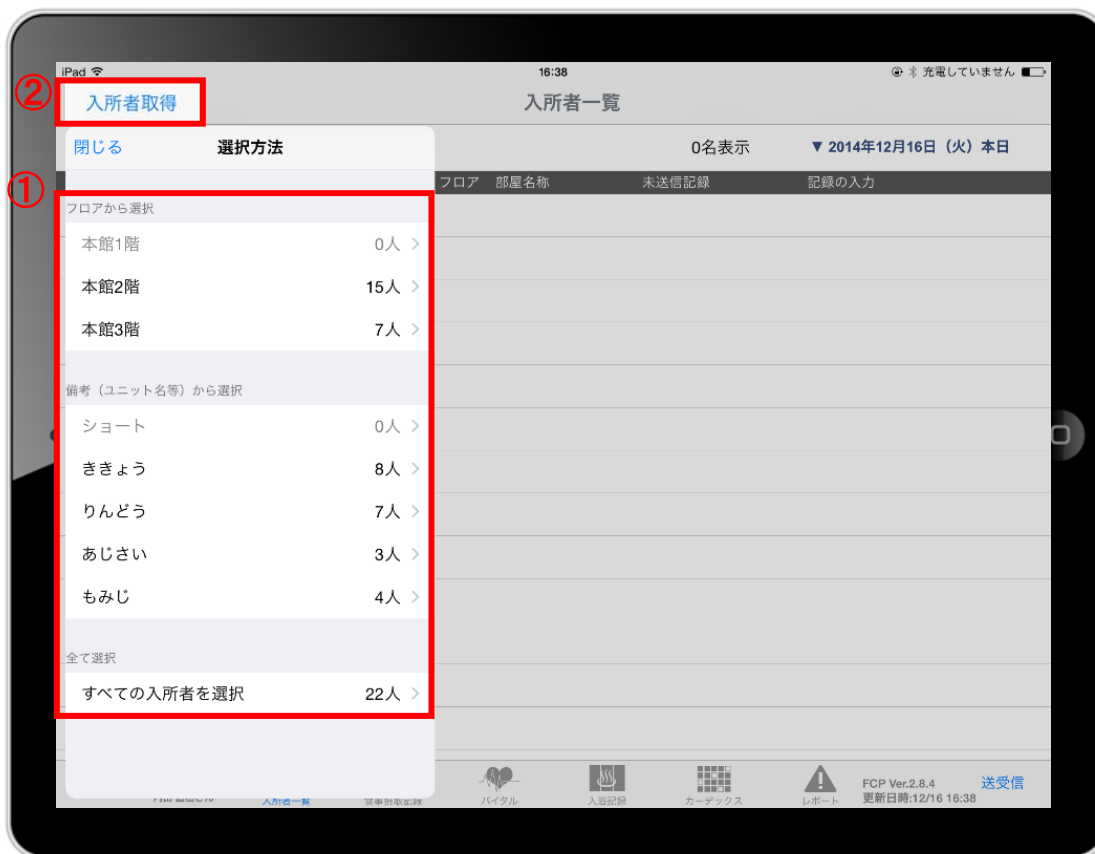 iPad 16:38 充電していません
② 入所者取得 入所者一覧
閉じる 選択方法 0名表示 ▼ 2014年12月16日（火）本日
① フロア 部屋名称 未送信記録 記録の入力
フロアから選択
本館1階 0人
本館2階 15人
本館3階 7人
備考（ユニット名等）から選択
ショート 0人
ききょう 8人
りんどう 7人
あじさい 3人
もみじ 4人
全て選択
すべての入所者を選択 22人
入所者一覧 食事摂取記録 バイタル 入浴記録 カーデックス レポート FCP Ver.2.8.4 送受信
更新日時:12/16 16:38